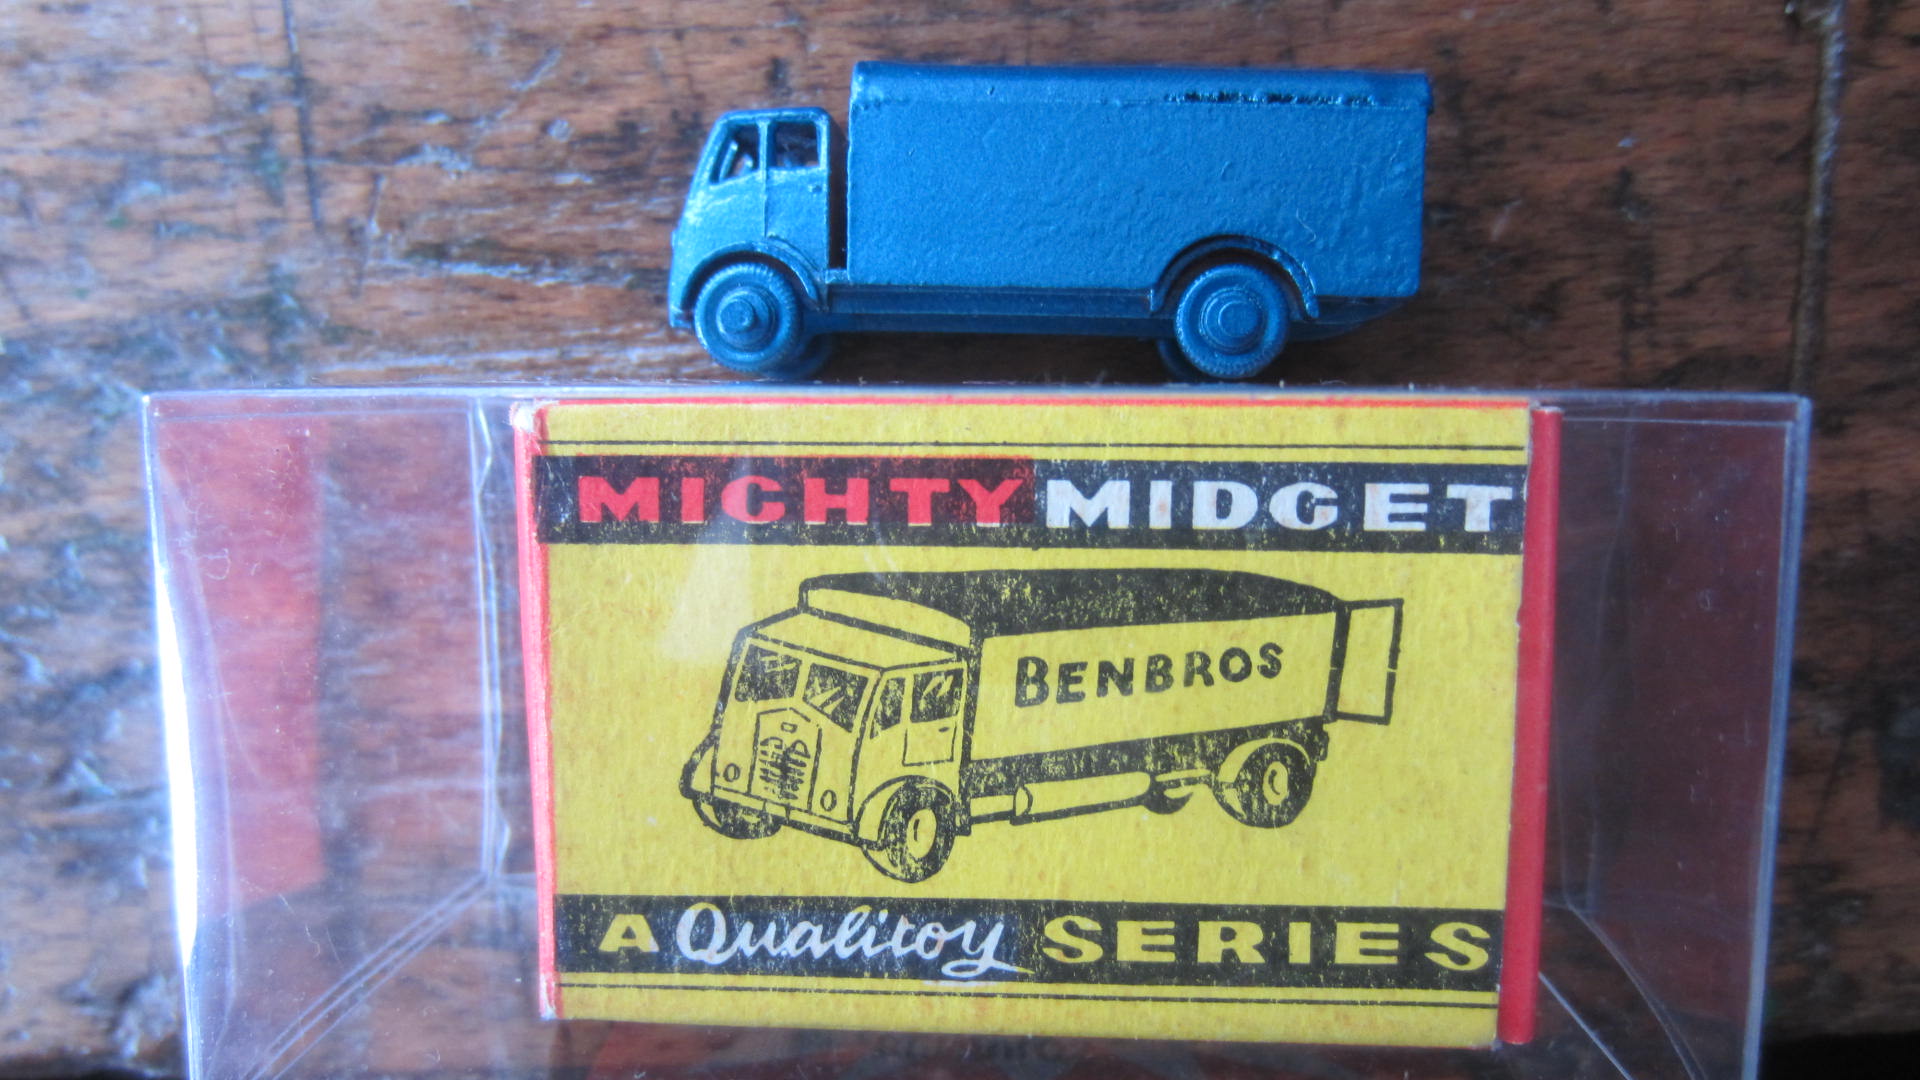 MIGHTY MIDGET
BENBROS
A Qualitoy SERIES